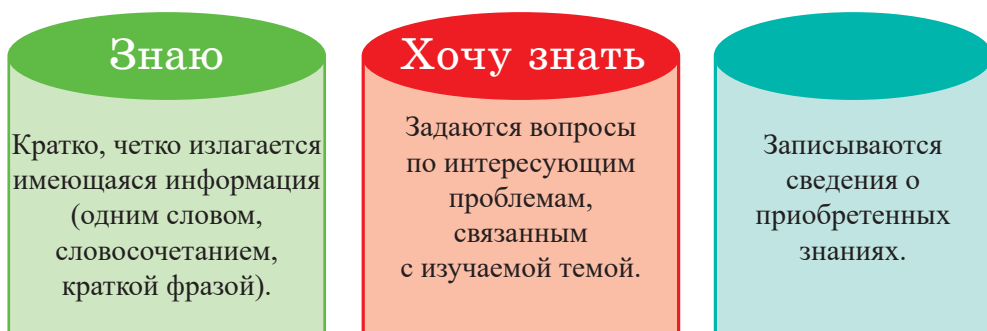 Знаю
Кратко, четко излагается
имеющаяся информация
(одним словом,
словосочетанием,
краткой фразой).
Хочу знать
Задаются вопросы
по интересующим
проблемам,
связанным
с изучаемой темой.
Записываются
сведения о
приобретенных
знаниях.